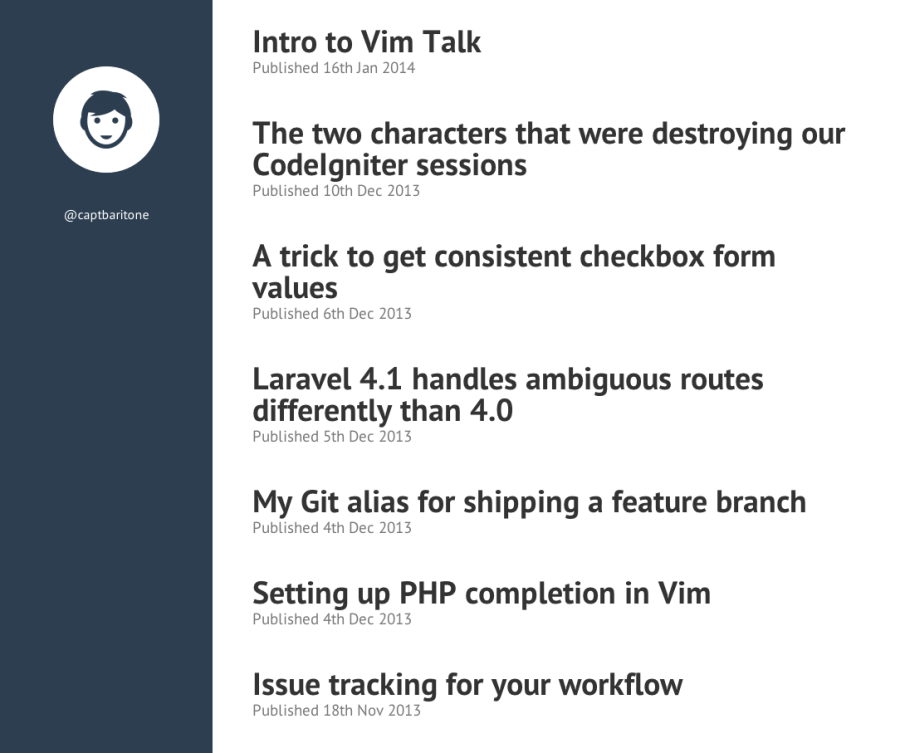 @captbaritone
Intro to Vim Talk
Published 16th Jan 2014
The two characters that were destroying our
CodeIgniter sessions
Published 10th Dec 2013
A trick to get consistent checkbox form
values
Published 6th Dec 2013
Laravel 4.1 handles ambiguous routes
differently than 4.0
Published 5th Dec 2013
My Git alias for shipping a feature branch
Published 4th Dec 2013
Setting up PHP completion in Vim
Published 4th Dec 2013
Issue tracking for your workflow
Published 18th Nov 2013